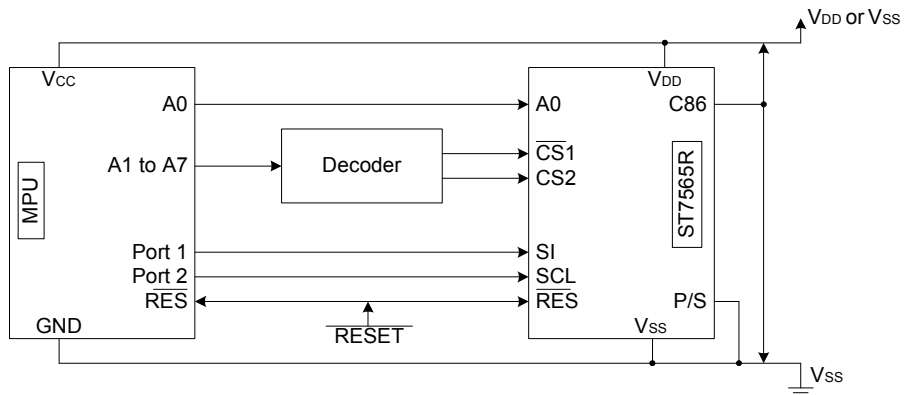 VDD or VSS
VCC
VDD
A0
A0
C86
CS1
A1 to A7
Decoder
CS2
MPU
ST7565R
Port 1
SI
Port 2
SCL
RES
RES
P/S
GND
RESET
VSS
VSS